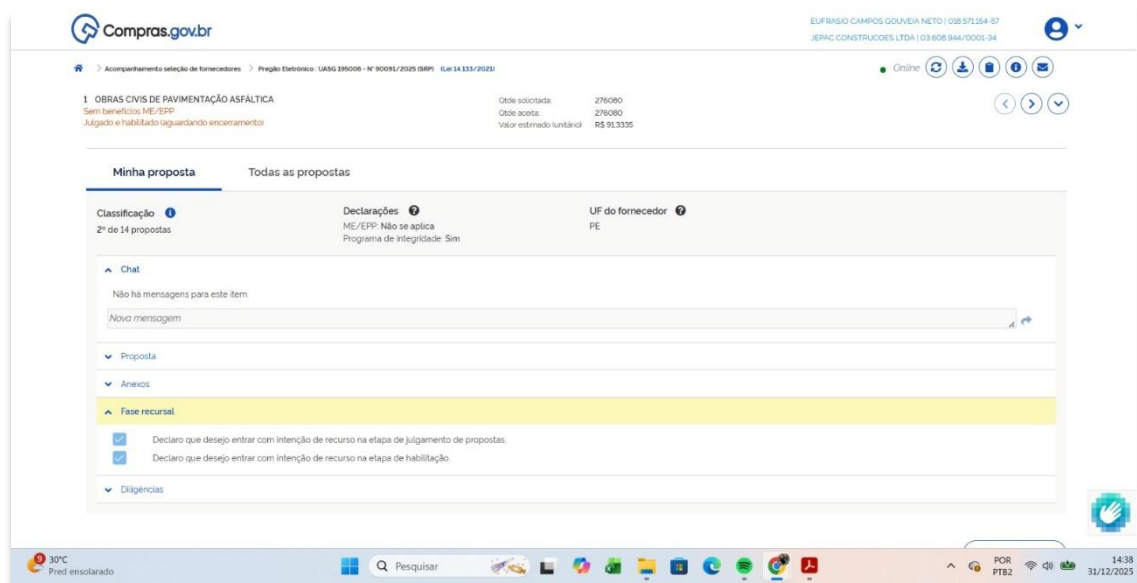 Compras.gov.br
EUFRASIO CAMPOS GOUVEIA NETO | 018.571.154-57
JEPAC CONSTRUCOES LTDA | 03.608.944/0001-34
Acompanhamento seleção de fornecedores > Pregão Eletrônico : UASG 195006 - Nº 90091/2025 (SRP) (Lei 14.133/2021)
Online
1 OBRAS CIVIS DE PAVIMENTAÇÃO ASFÁLTICA
Sem benefícios ME/EPP
Julgado e habilitado (aguardando encerramento)
Qtde solicitada: 276080
Qtde aceita: 276080
Valor estimado (unitário) R$ 91,3335
Minha proposta
Todas as propostas
Classificação
2º de 14 propostas
Declarações
ME/EPP: Não se aplica
Programa de integridade: Sim
UF do fornecedor
PE
Chat
Não há mensagens para este item.
Nova mensagem
Proposta
Anexos
Fase recursal
Declaro que desejo entrar com intenção de recurso na etapa de julgamento de propostas.
Declaro que desejo entrar com intenção de recurso na etapa de habilitação.
Diligências
9
30°C
Pred ensolarado
Pesquisar
POR
PTB2
14:38
31/12/2025